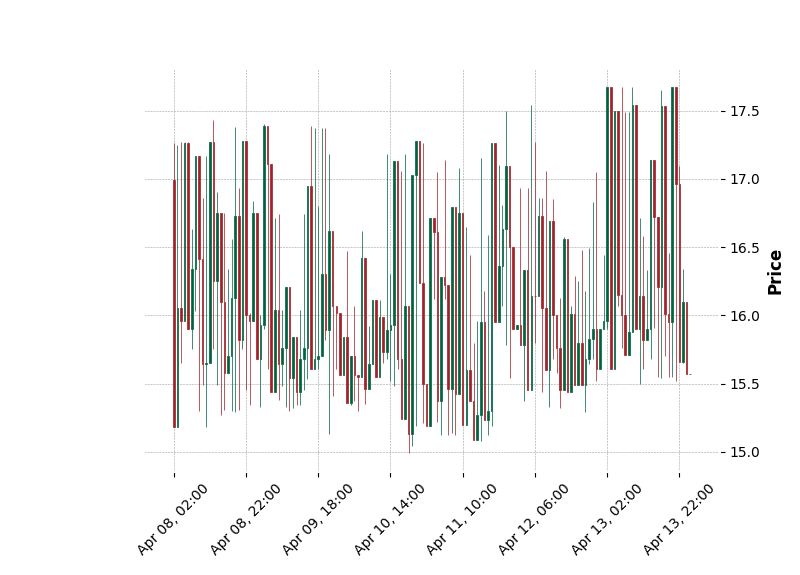 17.5
17.0
16.5
16.0
15.5
15.0
Price
Apr 08, 02:00
Apr 08, 22:00
Apr 09, 18:00
Apr 10, 14:00
Apr 11, 10:00
Apr 12, 06:00
Apr 13, 02:00
Apr 13, 22:00